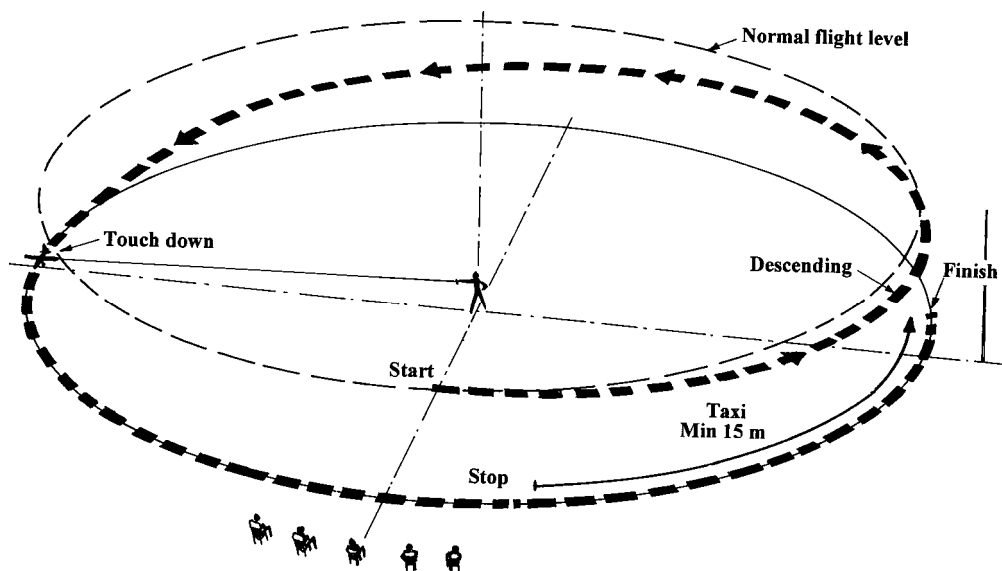 Normal flight level
Touch down
Descending
Finish
Start
Taxi
Min 15 m
Stop